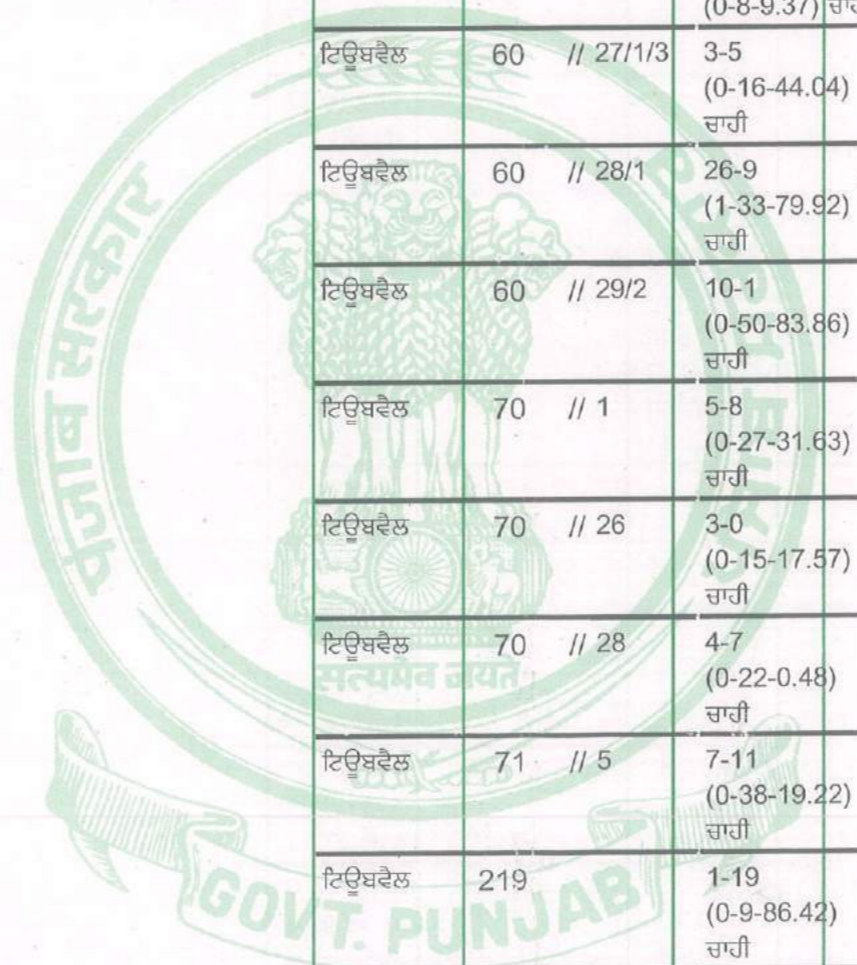 (0-8-9.37)
ਟਿਊਬਵੈਲ 60 // 27/1/3 3-5
(0-16-44.04)
ਚਾਹੀ
ਟਿਊਬਵੈਲ 60 // 28/1 26-9
(1-33-79.92)
ਚਾਹੀ
ਟਿਊਬਵੈਲ 60 // 29/2 10-1
(0-50-83.86)
ਚਾਹੀ
ਟਿਊਬਵੈਲ 70 // 1 5-8
(0-27-31.63)
ਚਾਹੀ
ਟਿਊਬਵੈਲ 70 // 26 3-0
(0-15-17.57)
ਚਾਹੀ
ਟਿਊਬਵੈਲ 70 // 28 4-7
(0-22-0.48)
ਚਾਹੀ
ਟਿਊਬਵੈਲ 71 // 5 7-11
(0-38-19.22)
ਚਾਹੀ
ਟਿਊਬਵੈਲ 219 1-19
(0-9-86.42)
ਚਾਹੀ
पंजाब सरकार
सत्यमेव जयते
GOVT. PUNJAB